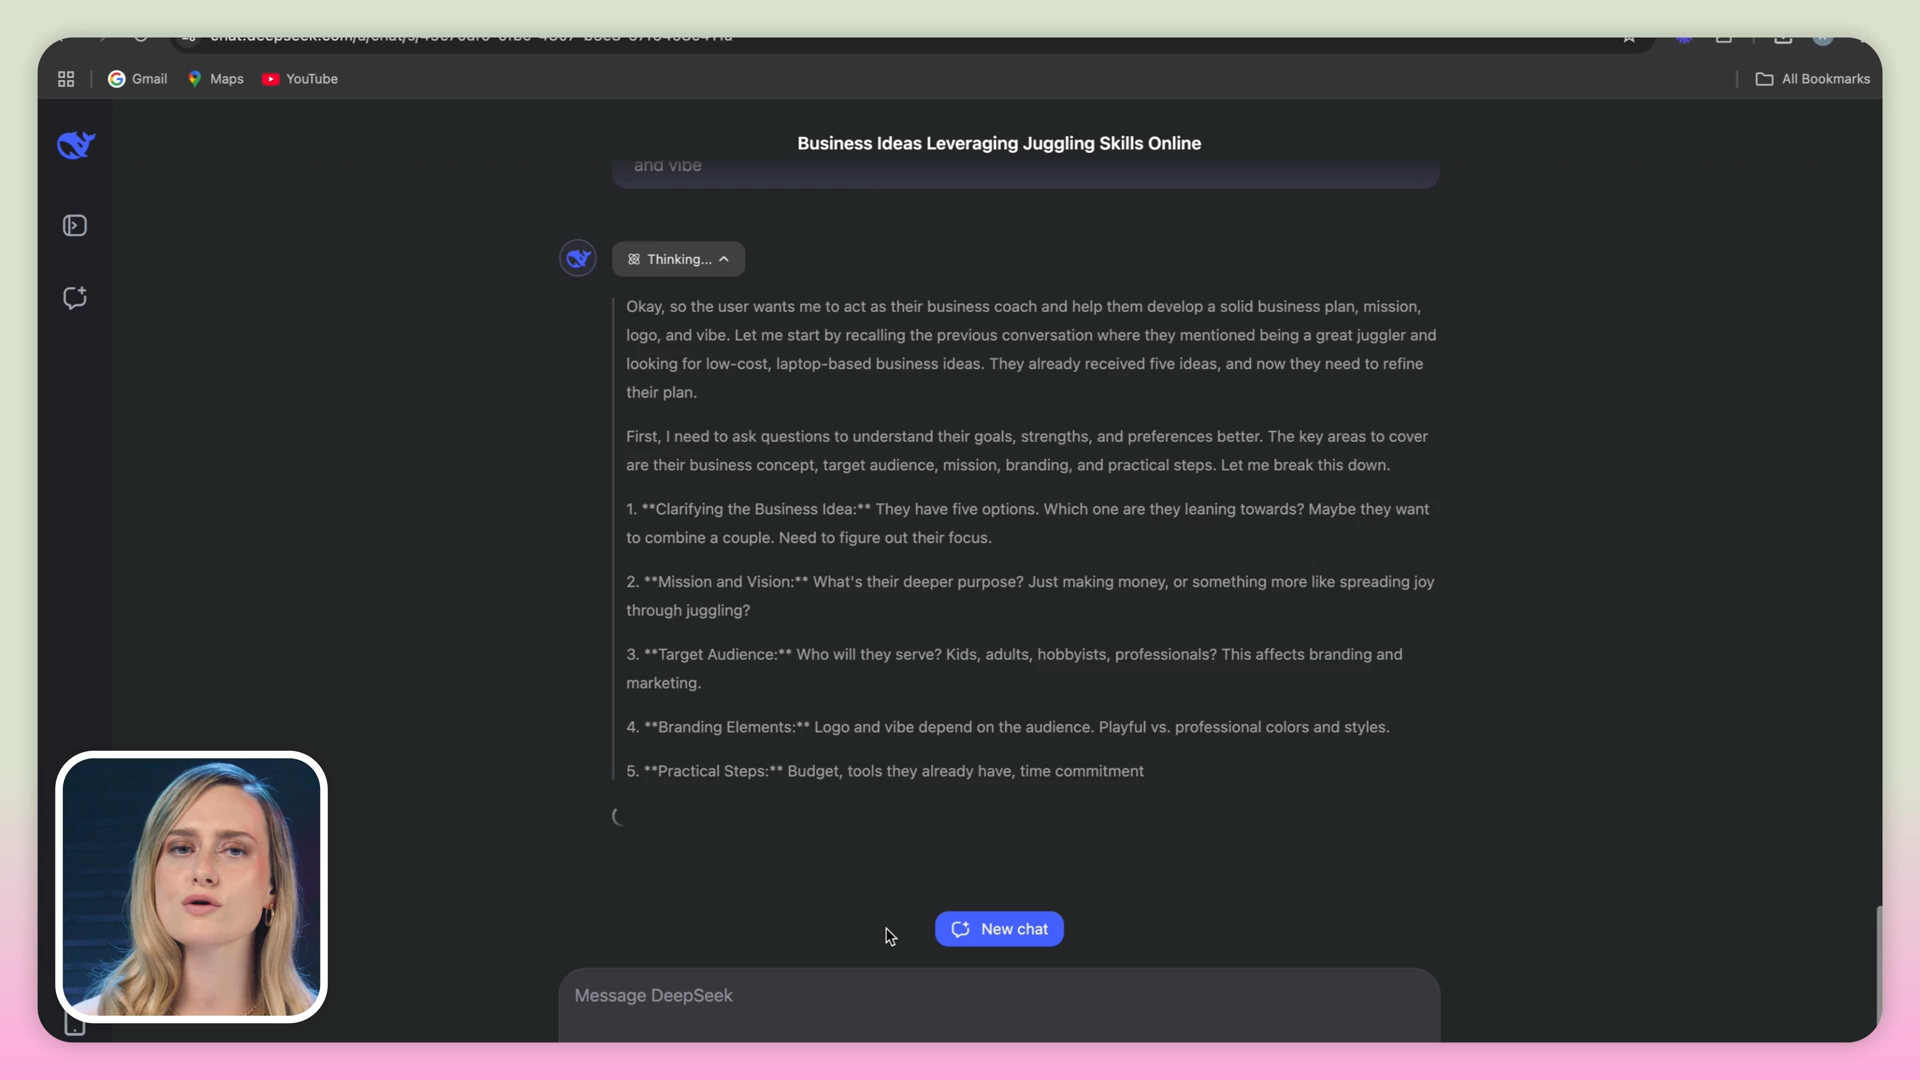 Gmail
Maps
YouTube
All Bookmarks
Business Ideas Leveraging Juggling Skills Online
and vibe
Thinking...
Okay, so the user wants me to act as their business coach and help them develop a solid business plan, mission,
logo, and vibe. Let me start by recalling the previous conversation where they mentioned being a great juggler and
looking for low-cost, laptop-based business ideas. They already received five ideas, and now they need to refine
their plan.
First, I need to ask questions to understand their goals, strengths, and preferences better. The key areas to cover
are their business concept, target audience, mission, branding, and practical steps. Let me break this down.
1. **Clarifying the Business Idea:** They have five options. Which one are they leaning towards? Maybe they want
to combine a couple. Need to figure out their focus.
2. **Mission and Vision:** What's their deeper purpose? Just making money, or something more like spreading joy
through juggling?
3. **Target Audience:** Who will they serve? Kids, adults, hobbyists, professionals? This affects branding and
marketing.
4. **Branding Elements:** Logo and vibe depend on the audience. Playful vs. professional colors and styles.
5. **Practical Steps:** Budget, tools they already have, time commitment
New chat
Message DeepSeek